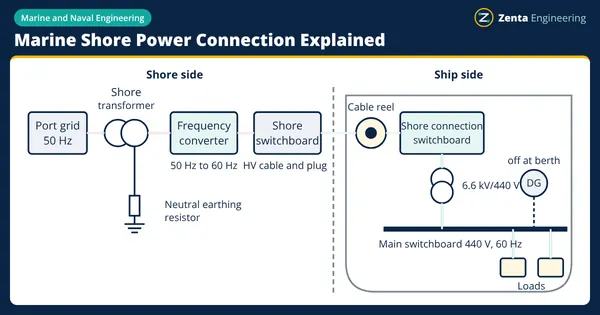 Marine and Naval Engineering
Zenta Engineering
Marine Shore Power Connection Explained
Shore side
Ship side
Shore
transformer
Cable reel
Port grid
50 Hz
Frequency
converter
Shore
switchboard
Shore connection
switchboard
50 Hz to 60 Hz
HV cable and plug
off at berth
6.6 kV/440 V
DG
Neutral earthing
resistor
Main switchboard 440 V, 60 Hz
Loads